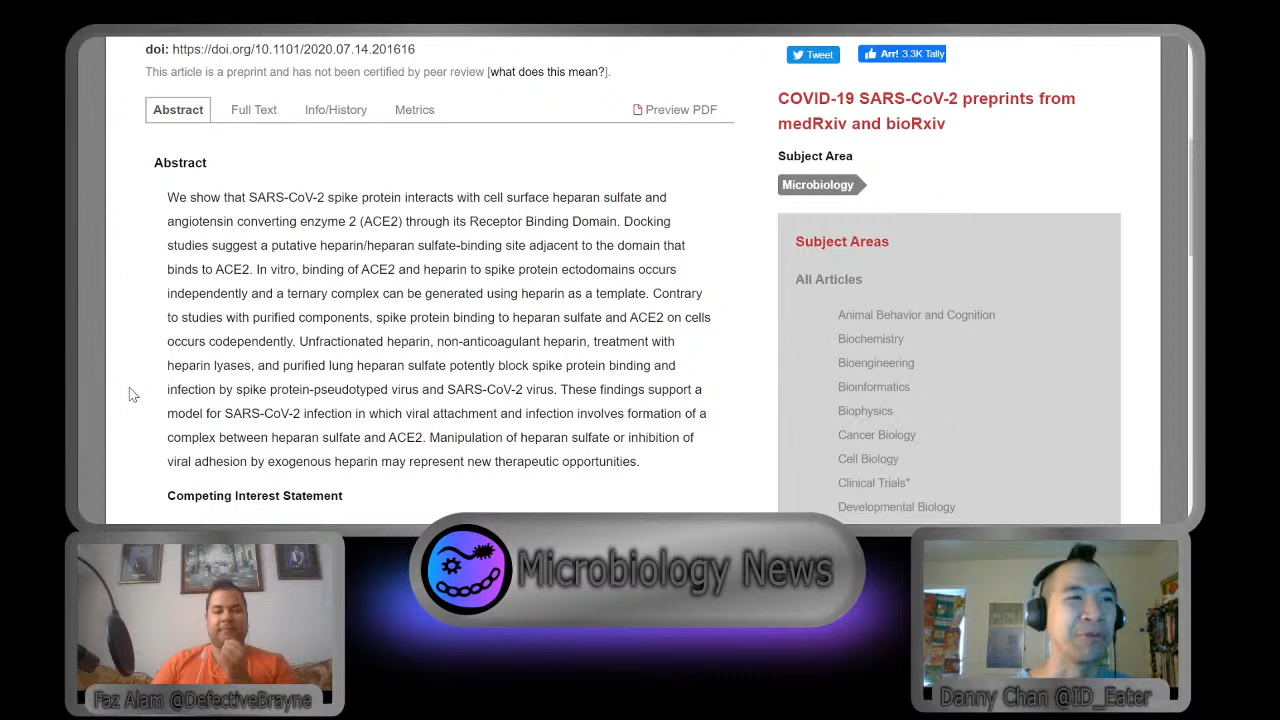 doi: https://doi.org/10.1101/2020.07.14.201616
This article is a preprint and has not been certified by peer review [what does this mean?].
Abstract Full Text Info/History Metrics Preview PDF
Abstract
We show that SARS-CoV-2 spike protein interacts with cell surface heparan sulfate and
angiotensin converting enzyme 2 (ACE2) through its Receptor Binding Domain. Docking
studies suggest a putative heparin/heparan sulfate-binding site adjacent to the domain that
binds to ACE2. In vitro, binding of ACE2 and heparin to spike protein ectodomains occurs
independently and a ternary complex can be generated using heparin as a template. Contrary
to studies with purified components, spike protein binding to heparan sulfate and ACE2 on cells
occurs codependently. Unfractionated heparin, non-anticoagulant heparin, treatment with
heparin lyases, and purified lung heparan sulfate potently block spike protein binding and
infection by spike protein-pseudotyped virus and SARS-CoV-2 virus. These findings support a
model for SARS-CoV-2 infection in which viral attachment and infection involves formation of a
complex between heparan sulfate and ACE2. Manipulation of heparan sulfate or inhibition of
viral adhesion by exogenous heparin may represent new therapeutic opportunities.
Competing Interest Statement
Tweet
Arr! 3.3K Tally
COVID-19 SARS-CoV-2 preprints from
medRxiv and bioRxiv
Subject Area
Microbiology
Subject Areas
All Articles
Animal Behavior and Cognition
Biochemistry
Bioengineering
Bioinformatics
Biophysics
Cancer Biology
Cell Biology
Clinical Trials*
Developmental Biology
Microbiology News
Faz Alam @DefectiveBrayne
Danny Chan @ID_Eater